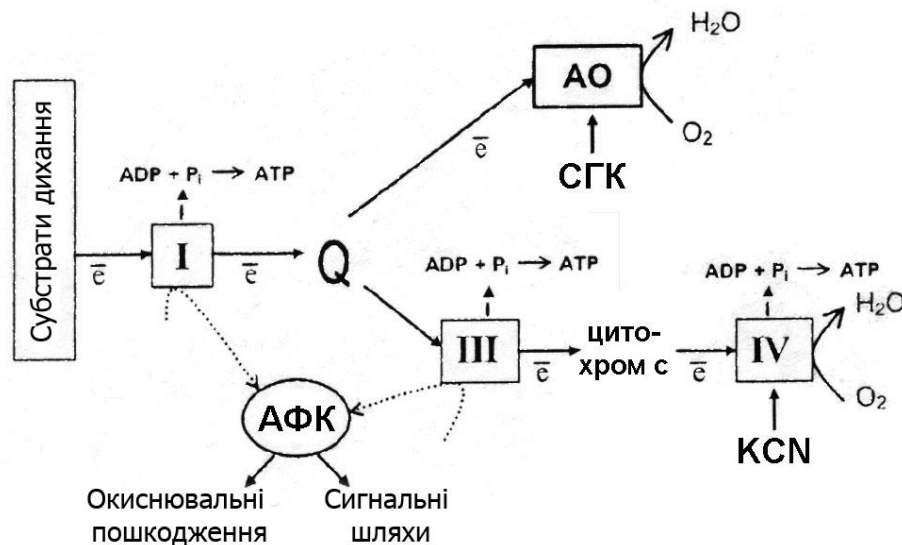 H₂O
АО
O₂
e̅
СГК
Субстрати дихання
ADP + Pᵢ → ATP
I
e̅
e̅
Q
ADP + Pᵢ → ATP
III
e̅
цито-
хром с
e̅
ADP + Pᵢ → ATP
IV
H₂O
O₂
KCN
АФК
Окиснювальні
пошкодження
Сигнальні
шляхи